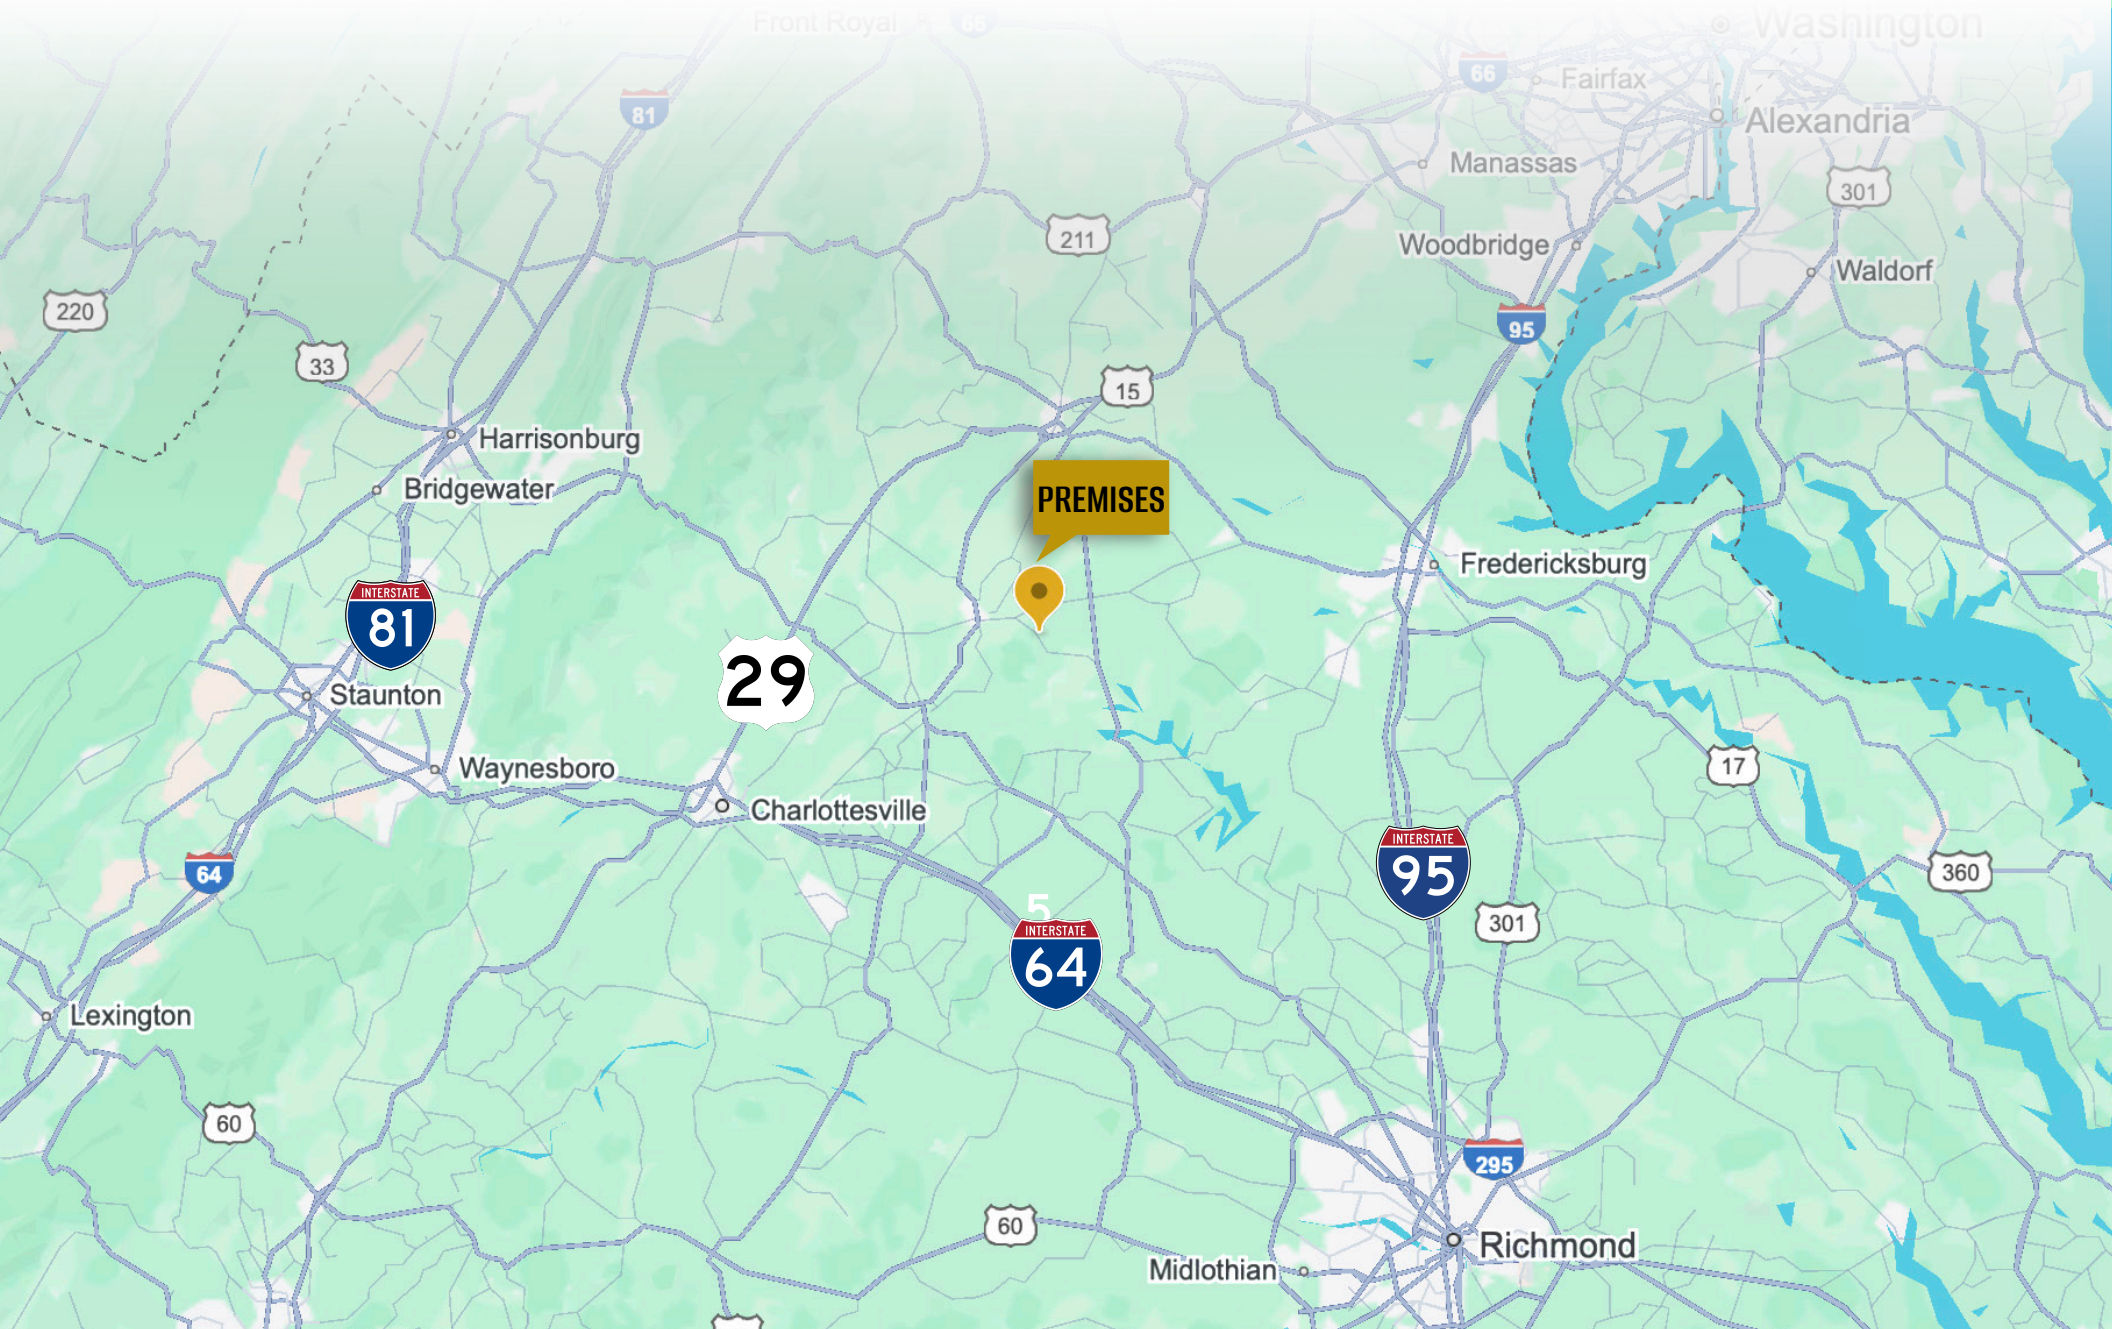 Front Royal
66
Washington
66
Fairfax
81
Alexandria
Manassas
301
211
Woodbridge
Waldorf
220
95
33
15
Harrisonburg
Bridgewater
PREMISES
Fredericksburg
INTERSTATE
81
29
Staunton
Waynesboro
17
Charlottesville
INTERSTATE
95
64
360
5
301
INTERSTATE
64
Lexington
60
295
60
Richmond
Midlothian